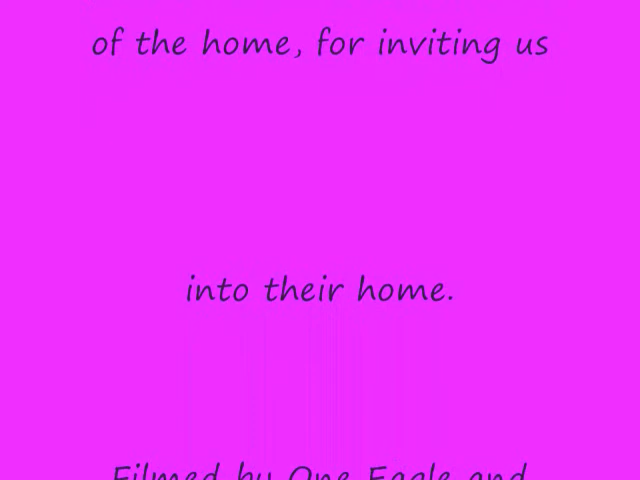 of the home, for inviting us
into their home.
Filmed by One Eagle and